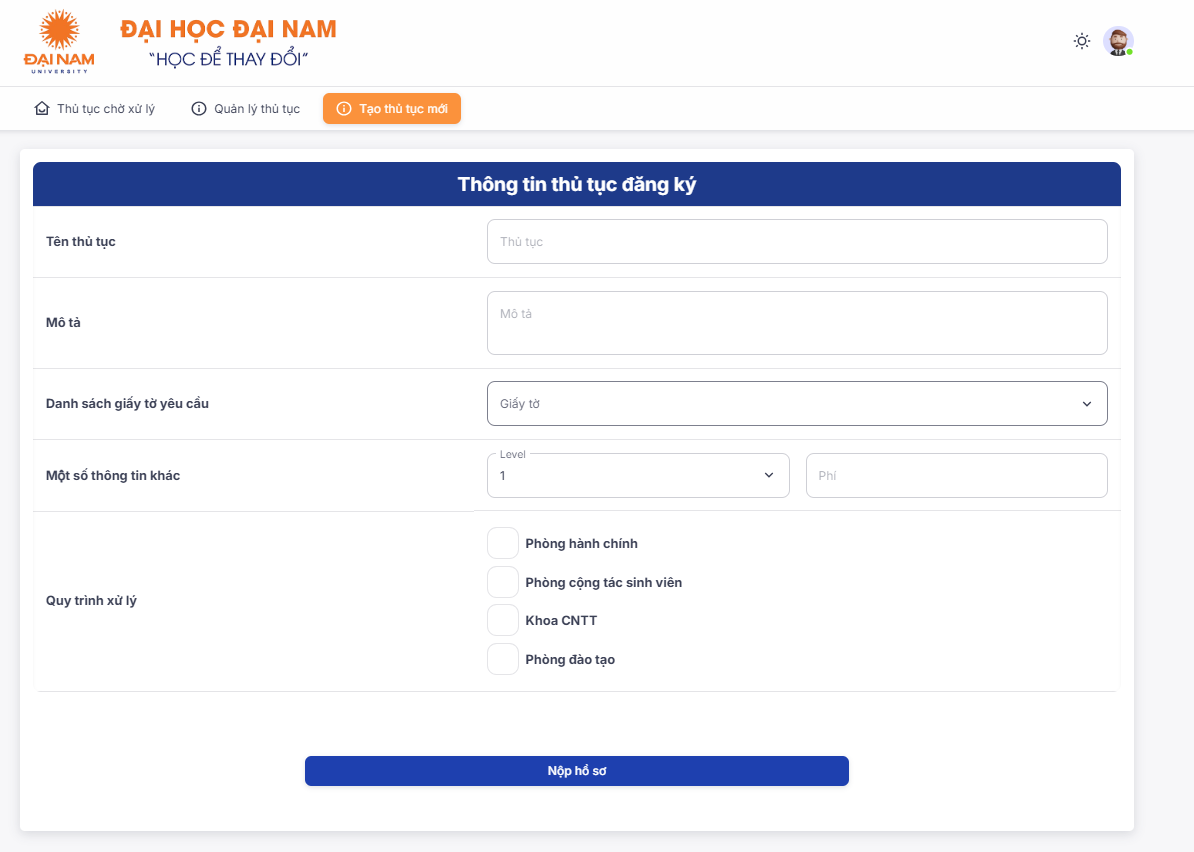 ĐẠI NAM
UNIVERSITY
ĐẠI HỌC ĐẠI NAM
“HỌC ĐỂ THAY ĐỔI”
Thủ tục chờ xử lý
Quản lý thủ tục
Tạo thủ tục mới
Thông tin thủ tục đăng ký
Tên thủ tục
Thủ tục
Mô tả
Mô tả
Danh sách giấy tờ yêu cầu
Giấy tờ
Một số thông tin khác
Level
1
Phí
Quy trình xử lý
Phòng hành chính
Phòng cộng tác sinh viên
Khoa CNTT
Phòng đào tạo
Nộp hồ sơ